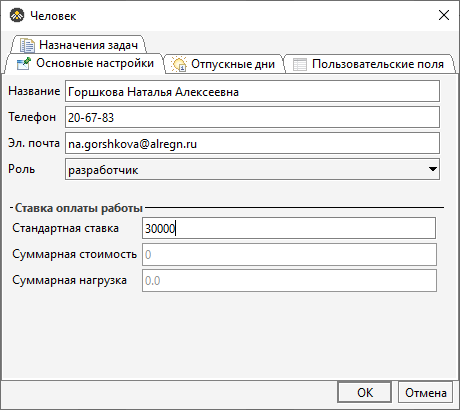 Человек
Назначения задач
Основные настройки
Отпускные дни
Пользовательские поля
Название Горшкова Наталья Алексеевна
Телефон 20-67-83
Эл. почта na.gorshkova@alregn.ru
Роль разработчик
Ставка оплаты работы
Стандартная ставка 30000
Суммарная стоимость 0
Суммарная нагрузка 0.0
OK Отмена